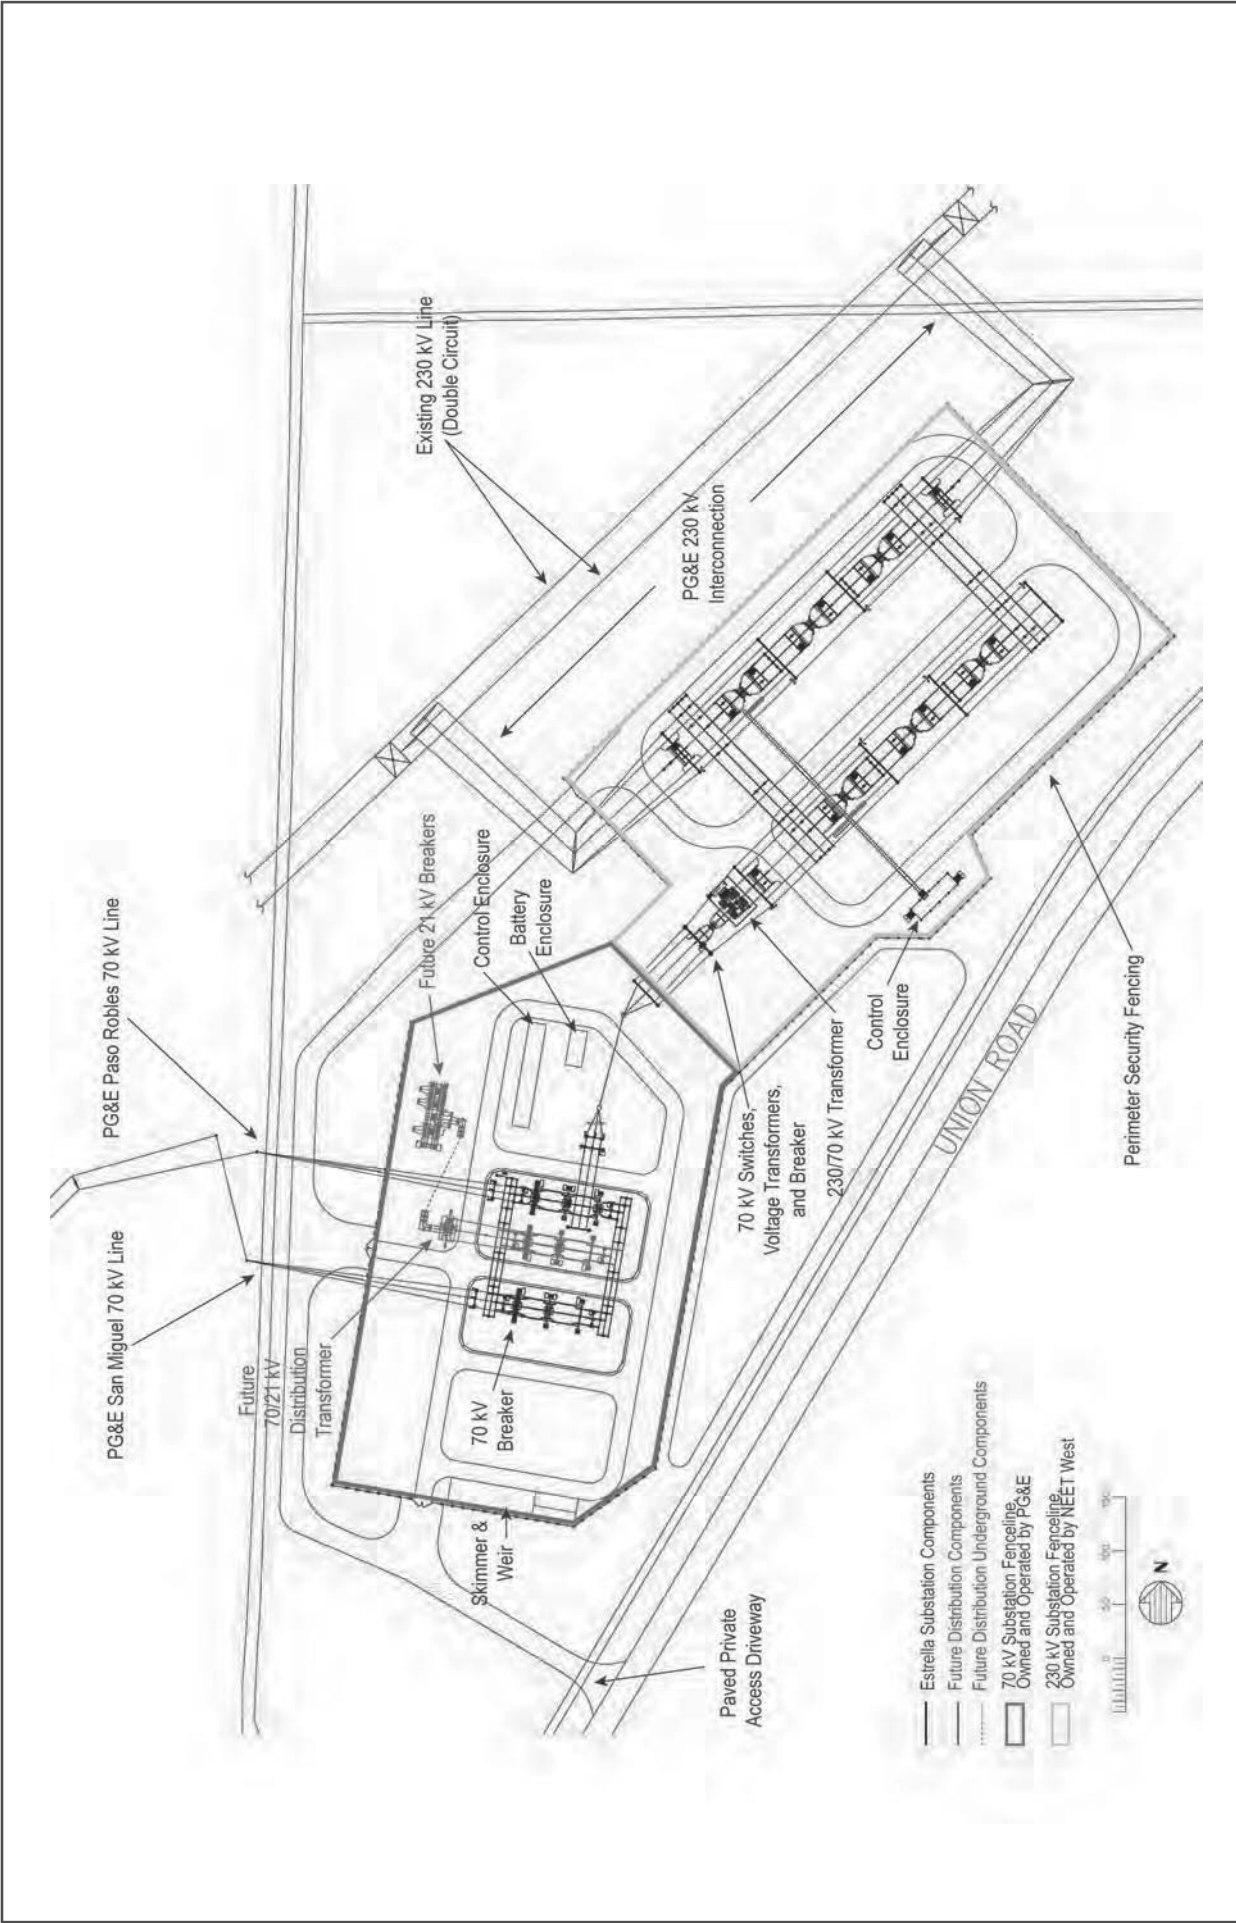 PG&E San Miguel 70 kV Line
PG&E Paso Robles 70 kV Line
Future
70/21 kV
Distribution
Transformer
Future 21 kV Breakers
Control Enclosure
Battery
Enclosure
Existing 230 kV Line
(Double Circuit)
70 kV
Breaker
Skimmer &
Weir
PG&E 230 kV
Interconnection
Paved Private
Access Driveway
70 kV Switches,
Voltage Transformers,
and Breaker
230/70 kV Transformer
Control
Enclosure
UNION ROAD
Perimeter Security Fencing
Estrella Substation Components
Future Distribution Components
Future Distribution Underground Components
70 kV Substation Fenceline,
Owned and Operated by PG&E
230 kV Substation Fenceline,
Owned and Operated by NEET West
0 50 100 150
N